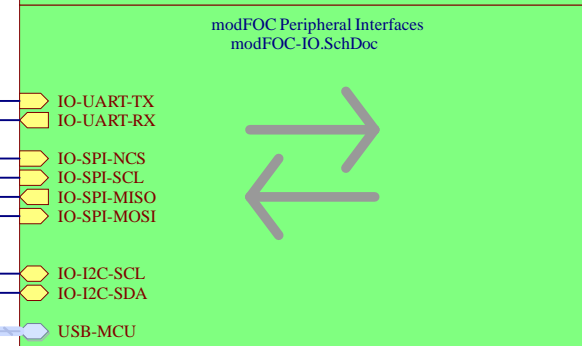 modFOC Peripheral Interfaces
modFOC-IO.SchDoc
IO-UART-TX
IO-UART-RX
IO-SPI-NCS
IO-SPI-SCL
IO-SPI-MISO
IO-SPI-MOSI
IO-I2C-SCL
IO-I2C-SDA
USB-MCU